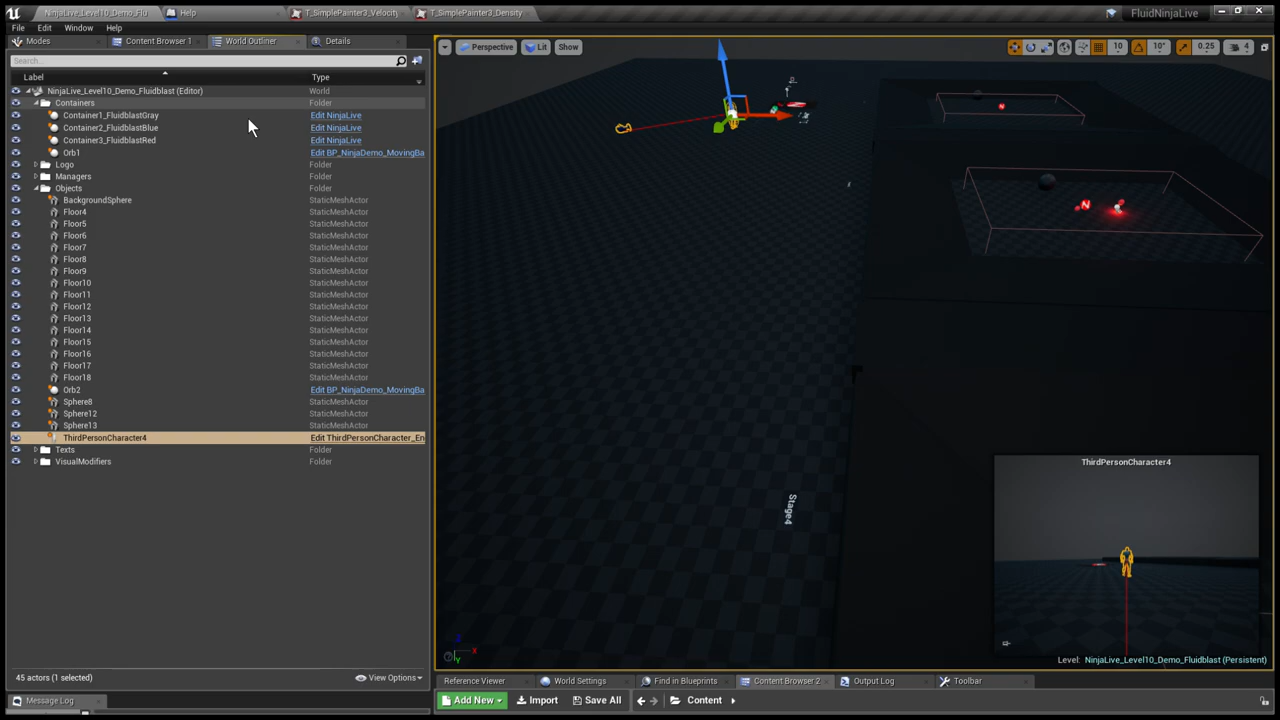 NinjaLive_Level10_Demo_Flu
Help
T_SimplePainter3_Velocity
T_SimplePainter3_Density
FluidNinjaLive
File Edit Window Help
Modes
Content Browser 1
World Outliner
Details
Perspective
Lit
Show
10
10°
0.25
4
Search...
Label Type
NinjaLive_Level10_Demo_Fluidblast (Editor) World
Containers Folder
Container1_FluidblastGray Edit NinjaLive
Container2_FluidblastBlue Edit NinjaLive
Container3_FluidblastRed Edit NinjaLive
Orb1 Edit BP_NinjaDemo_MovingBa
Logo Folder
Managers Folder
Objects Folder
BackgroundSphere StaticMeshActor
Floor4 StaticMeshActor
Floor5 StaticMeshActor
Floor6 StaticMeshActor
Floor7 StaticMeshActor
Floor8 StaticMeshActor
Floor9 StaticMeshActor
Floor10 StaticMeshActor
Floor11 StaticMeshActor
Floor12 StaticMeshActor
Floor13 StaticMeshActor
Floor14 StaticMeshActor
Floor15 StaticMeshActor
Floor16 StaticMeshActor
Floor17 StaticMeshActor
Floor18 StaticMeshActor
Orb2 Edit BP_NinjaDemo_MovingBa
Sphere8 StaticMeshActor
Sphere12 StaticMeshActor
Sphere13 StaticMeshActor
ThirdPersonCharacter4 Edit ThirdPersonCharacter_En
Texts Folder
VisualModifiers Folder
45 actors (1 selected)
View Options
Message Log
N
Stage4
ThirdPersonCharacter4
X
Y
Z
Level: NinjaLive_Level10_Demo_Fluidblast (Persistent)
Reference Viewer
World Settings
Find in Blueprints
Content Browser 2
Output Log
Toolbar
Add New
Import
Save All
Content